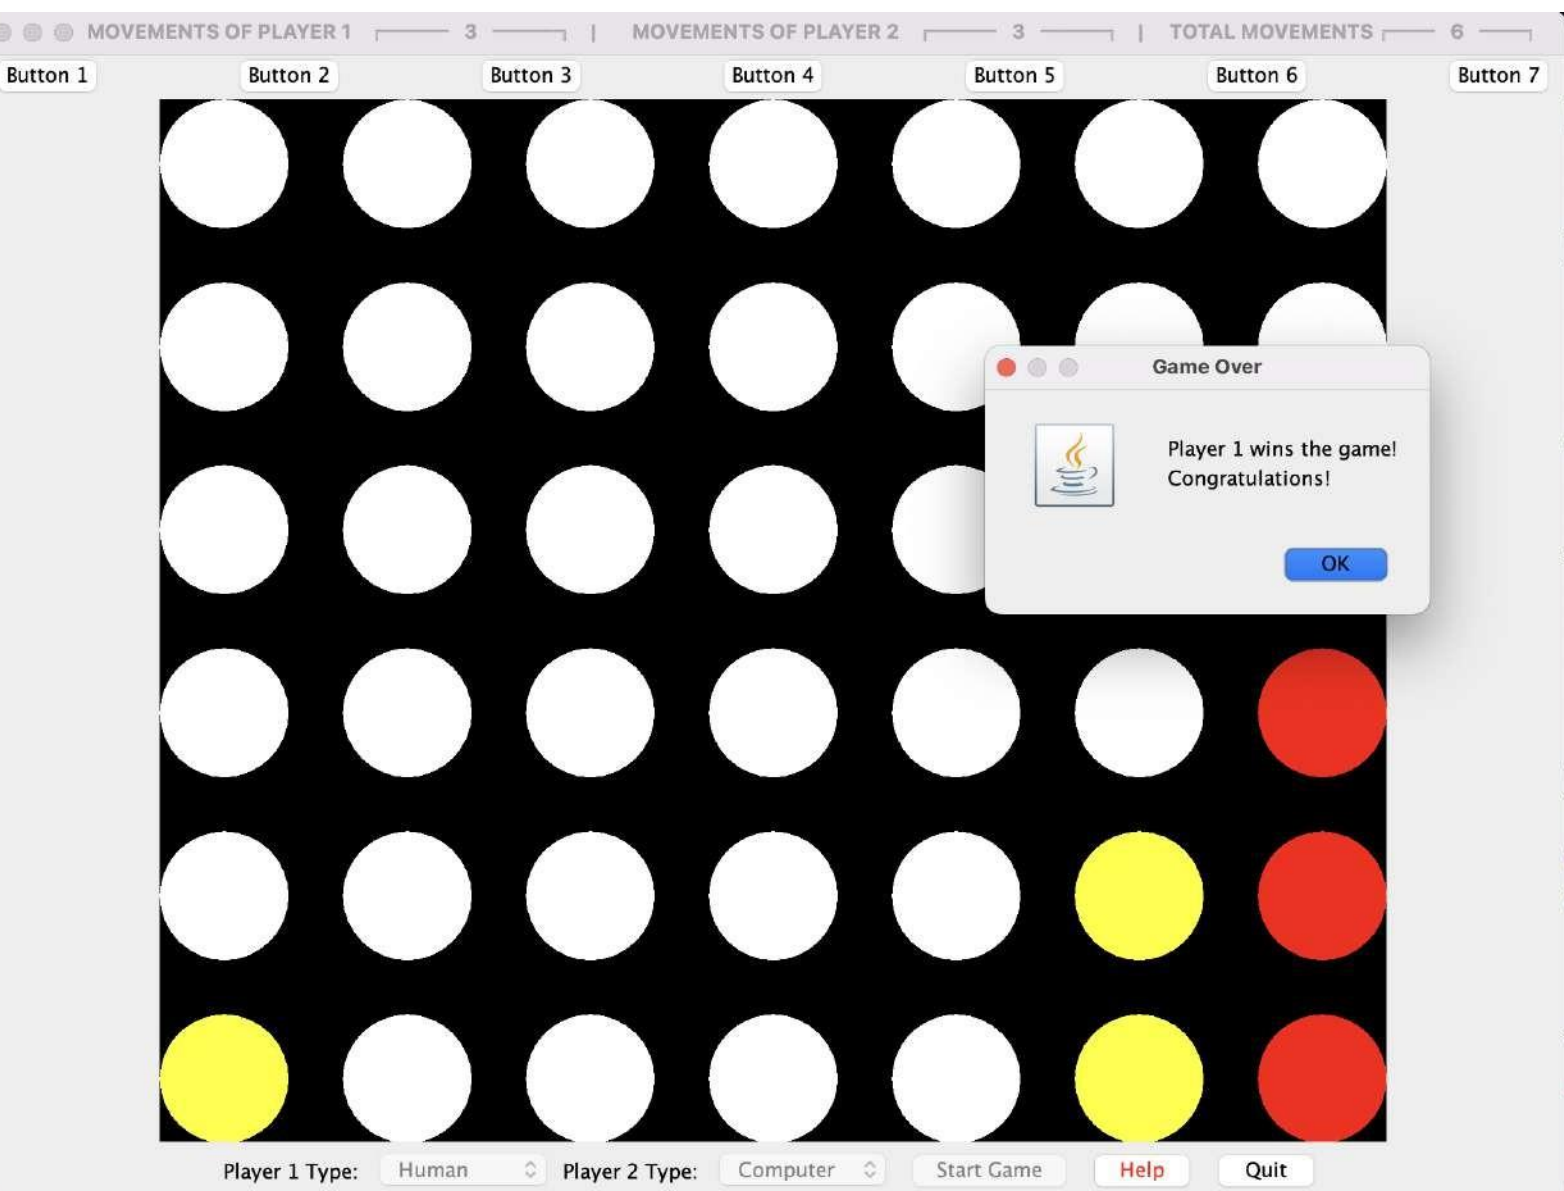 MOVEMENTS OF PLAYER 1 3 | MOVEMENTS OF PLAYER 2 3 | TOTAL MOVEMENTS 6
Button 1 Button 2 Button 3 Button 4 Button 5 Button 6 Button 7
Game Over
Player 1 wins the game!
Congratulations!
OK
Player 1 Type: Human Player 2 Type: Computer Start Game Help Quit